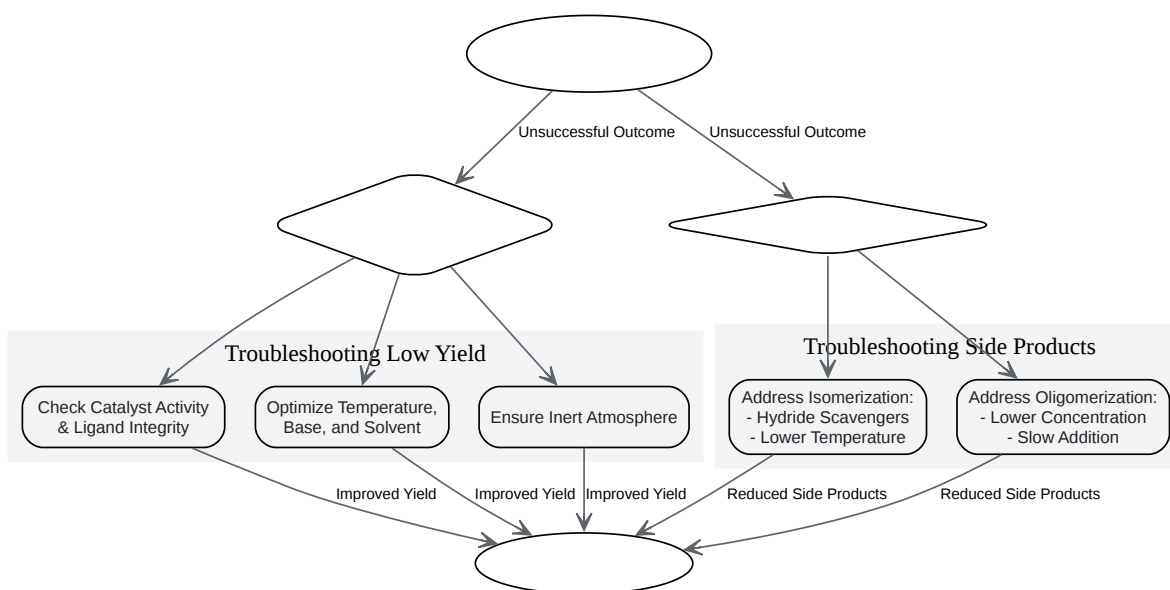 Unsuccessful Outcome
Unsuccessful Outcome
Troubleshooting Low Yield
Troubleshooting Side Products
Check Catalyst Activity
& Ligand Integrity
Optimize Temperature,
Base, and Solvent
Ensure Inert Atmosphere
Address Isomerization:
- Hydride Scavengers
- Lower Temperature
Address Oligomerization:
- Lower Concentration
- Slow Addition
Improved Yield
Improved Yield
Improved Yield
Reduced Side Products
Reduced Side Products